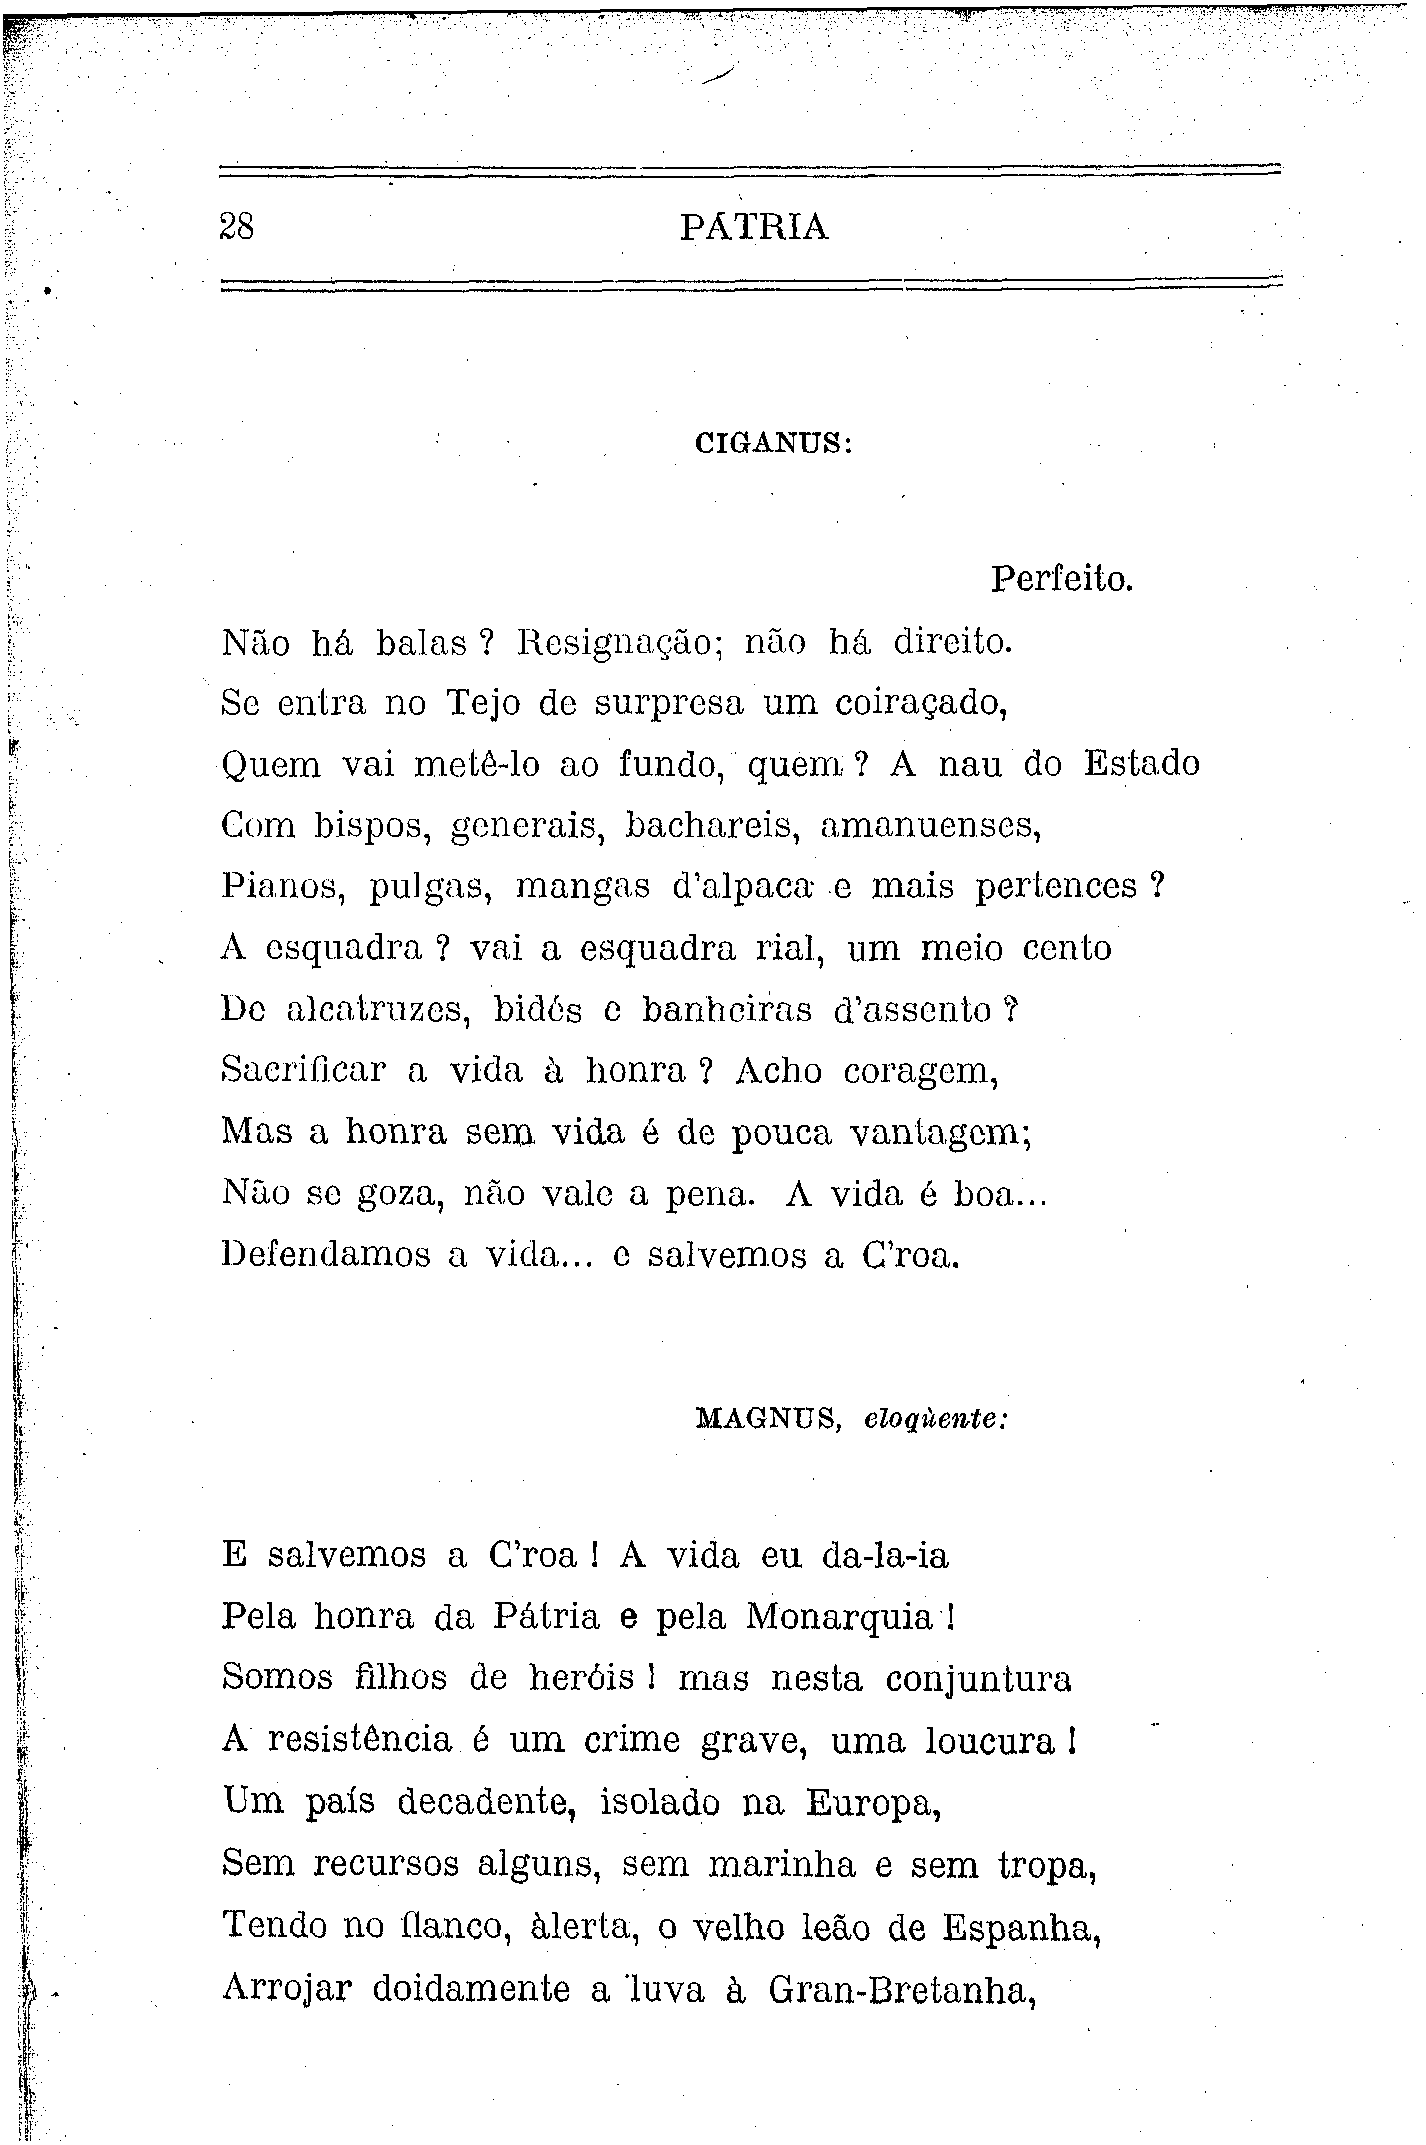 28
PÁTRIA
CIGANUS:
Perfeito.
Não há balas ? Resignação; não há direito.
Se entra no Tejo de surpresa um coiraçado,
Quem vai metê-lo ao fundo, quem ? A nau do Estado
Com bispos, generais, bachareis, amanuenses,
Pianos, pulgas, mangas d'alpaca e mais pertences ?
A esquadra ? vai a esquadra rial, um meio cento
De alcatruzes, bidés e banheiras d'assento ?
Sacrificar a vida à honra ? Acho coragem,
Mas a honra sem vida é de pouca vantagem;
Não se goza, não vale a pena. A vida é boa...
Defendamos a vida... e salvemos a C'roa.
MAGNUS, eloqùente:
E salvemos a C'roa ! A vida eu da-la-ia
Pela honra da Pátria e pela Monarquia !
Somos filhos de heróis ! mas nesta conjuntura
A resistência é um crime grave, uma loucura !
Um país decadente, isolado na Europa,
Sem recursos alguns, sem marinha e sem tropa,
Tendo no flanco, àlerta, o velho leão de Espanha,
Arrojar doidamente a luva à Gran-Bretanha,